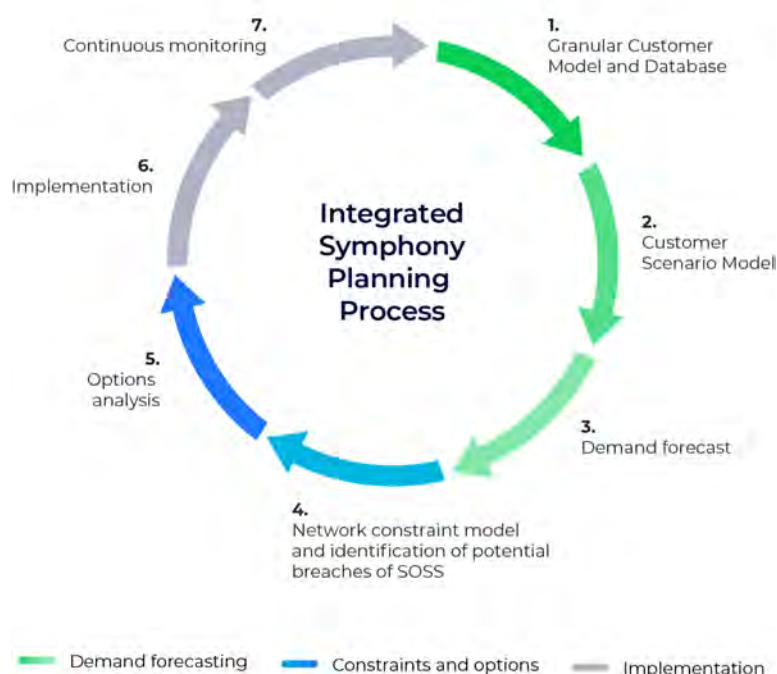 7.
Continuous monitoring
1.
Granular Customer
Model and Database
6.
Implementation
Integrated
Symphony
Planning
Process
2.
Customer
Scenario Model
5.
Options
analysis
3.
Demand forecast
4.
Network constraint model
and identification of potential
breaches of SOSS
Demand forecasting
Constraints and options
Implementation